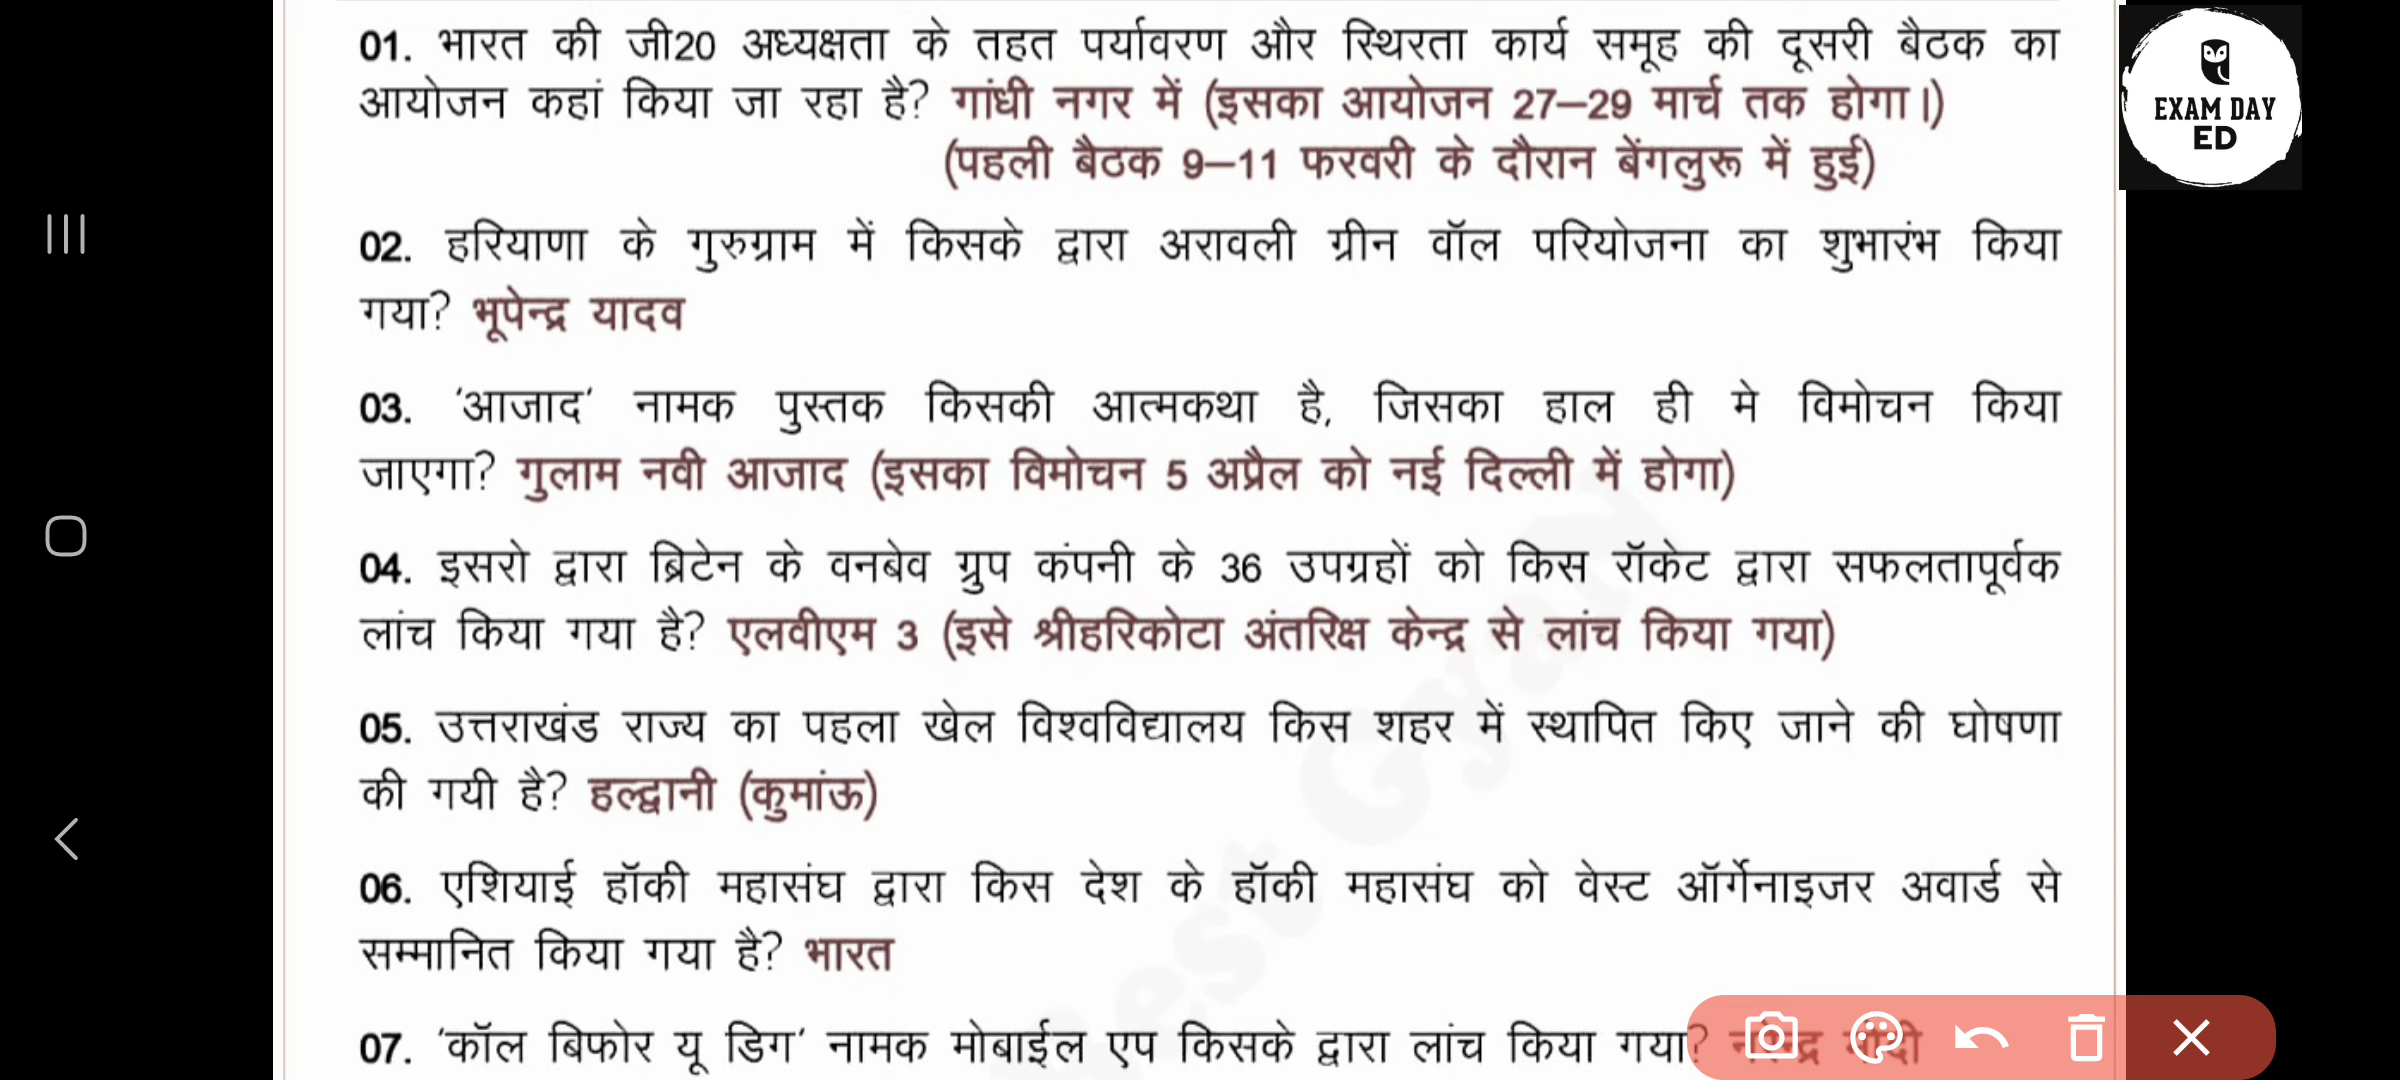 01. भारत की जी20 अध्यक्षता के तहत पर्यावरण और स्थिरता कार्य समूह की दूसरी बैठक का
आयोजन कहां किया जा रहा है? गांधी नगर में (इसका आयोजन 27–29 मार्च तक होगा।)
(पहली बैठक 9–11 फरवरी के दौरान बेंगलुरू में हुई)
02. हरियाणा के गुरुग्राम में किसके द्वारा अरावली ग्रीन वॉल परियोजना का शुभारंभ किया
गया? भूपेन्द्र यादव
03. ‘आजाद’ नामक पुस्तक किसकी आत्मकथा है, जिसका हाल ही मे विमोचन किया
जाएगा? गुलाम नवी आजाद (इसका विमोचन 5 अप्रैल को नई दिल्ली में होगा)
04. इसरो द्वारा ब्रिटेन के वनबेव ग्रुप कंपनी के 36 उपग्रहों को किस रॉकेट द्वारा सफलतापूर्वक
लांच किया गया है? एलवीएम 3 (इसे श्रीहरिकोटा अंतरिक्ष केन्द्र से लांच किया गया)
05. उत्तराखंड राज्य का पहला खेल विश्वविद्यालय किस शहर में स्थापित किए जाने की घोषणा
की गयी है? हल्द्वानी (कुमांऊ)
06. एशियाई हॉकी महासंघ द्वारा किस देश के हॉकी महासंघ को वेस्ट ऑर्गेनाइजर अवार्ड से
सम्मानित किया गया है? भारत
07. ‘कॉल बिफोर यू डिग’ नामक मोबाईल एप किसके द्वारा लांच किया गया? नरेन्द्र मोदी
EXAM DAY
ED
Best Gyan